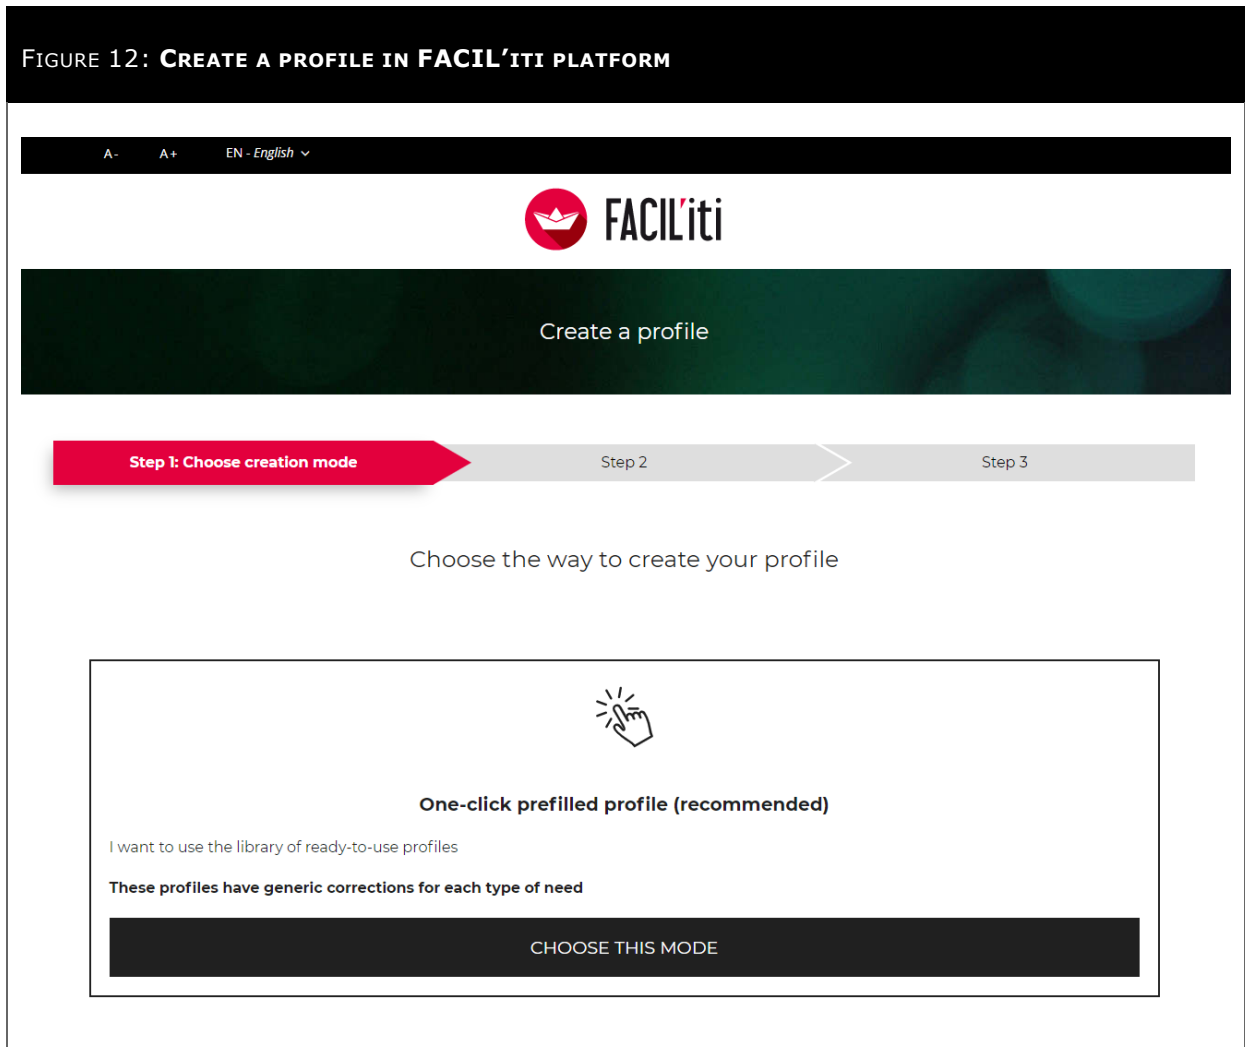 FIGURE 12: CREATE A PROFILE IN FACIL'ITI PLATFORM
A- A+ EN - English
FACIL'iti
Create a profile
Step 1: Choose creation mode Step 2 Step 3
Choose the way to create your profile
One-click prefilled profile (recommended)
I want to use the library of ready-to-use profiles
These profiles have generic corrections for each type of need
CHOOSE THIS MODE